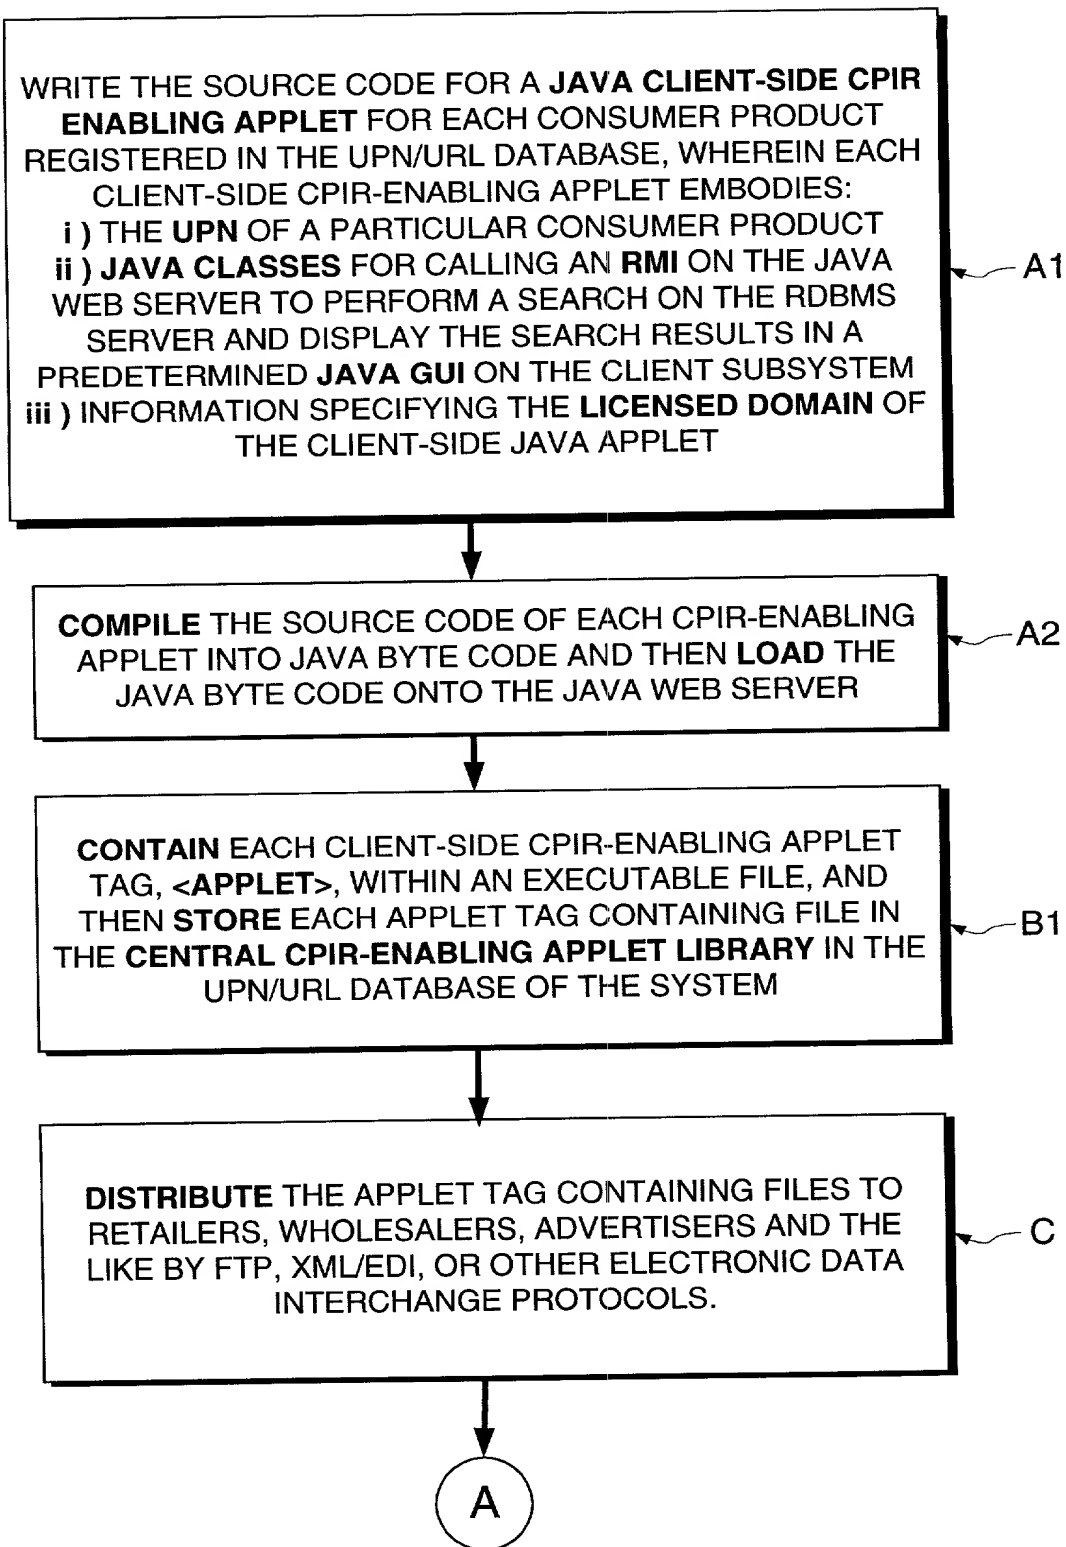 WRITE THE SOURCE CODE FOR A JAVA CLIENT-SIDE CPIR
ENABLING APPLET FOR EACH CONSUMER PRODUCT
REGISTERED IN THE UPN/URL DATABASE, WHEREIN EACH
CLIENT-SIDE CPIR-ENABLING APPLET EMBODIES:
i ) THE UPN OF A PARTICULAR CONSUMER PRODUCT
ii ) JAVA CLASSES FOR CALLING AN RMI ON THE JAVA
WEB SERVER TO PERFORM A SEARCH ON THE RDBMS
SERVER AND DISPLAY THE SEARCH RESULTS IN A
PREDETERMINED JAVA GUI ON THE CLIENT SUBSYSTEM
iii ) INFORMATION SPECIFYING THE LICENSED DOMAIN OF
THE CLIENT-SIDE JAVA APPLET
A1
COMPILE THE SOURCE CODE OF EACH CPIR-ENABLING
APPLET INTO JAVA BYTE CODE AND THEN LOAD THE
JAVA BYTE CODE ONTO THE JAVA WEB SERVER
A2
CONTAIN EACH CLIENT-SIDE CPIR-ENABLING APPLET
TAG, <APPLET>, WITHIN AN EXECUTABLE FILE, AND
THEN STORE EACH APPLET TAG CONTAINING FILE IN
THE CENTRAL CPIR-ENABLING APPLET LIBRARY IN THE
UPN/URL DATABASE OF THE SYSTEM
B1
DISTRIBUTE THE APPLET TAG CONTAINING FILES TO
RETAILERS, WHOLESALERS, ADVERTISERS AND THE
LIKE BY FTP, XML/EDI, OR OTHER ELECTRONIC DATA
INTERCHANGE PROTOCOLS.
C
A